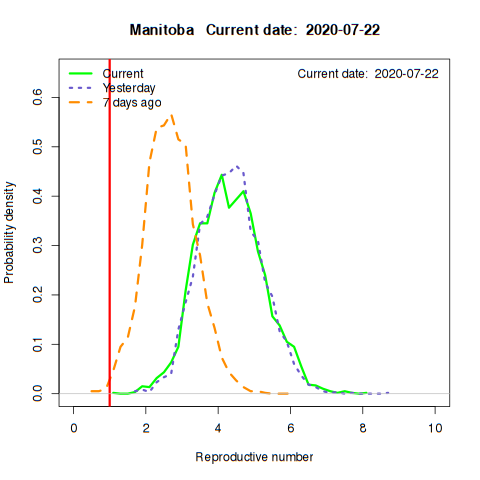 Manitoba   Current date:  2020-07-22
Current
Yesterday
7 days ago
Current date:  2020-07-22
Probability density
0.6
0.5
0.4
0.3
0.2
0.1
0.0
0 2 4 6 8 10
Reproductive number